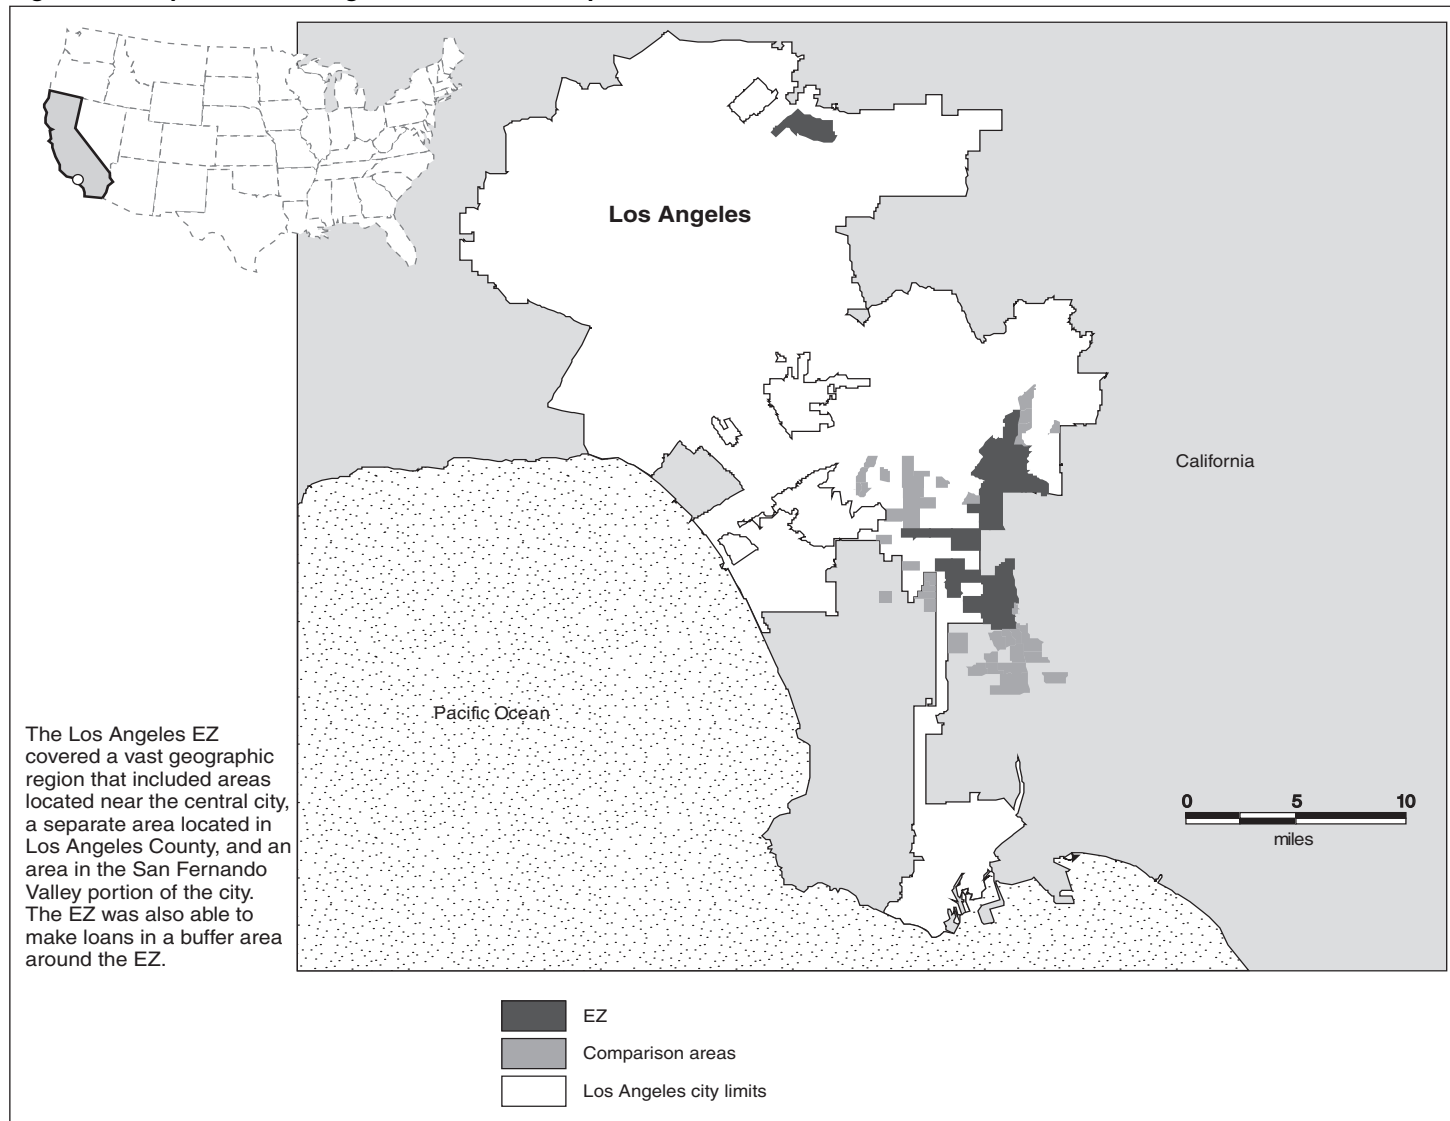 Los Angeles
California
Pacific Ocean
The Los Angeles EZ
covered a vast geographic
region that included areas
located near the central city,
a separate area located in
Los Angeles County, and an
area in the San Fernando
Valley portion of the city.
The EZ was also able to
make loans in a buffer area
around the EZ.
0 5 10
miles
EZ
Comparison areas
Los Angeles city limits